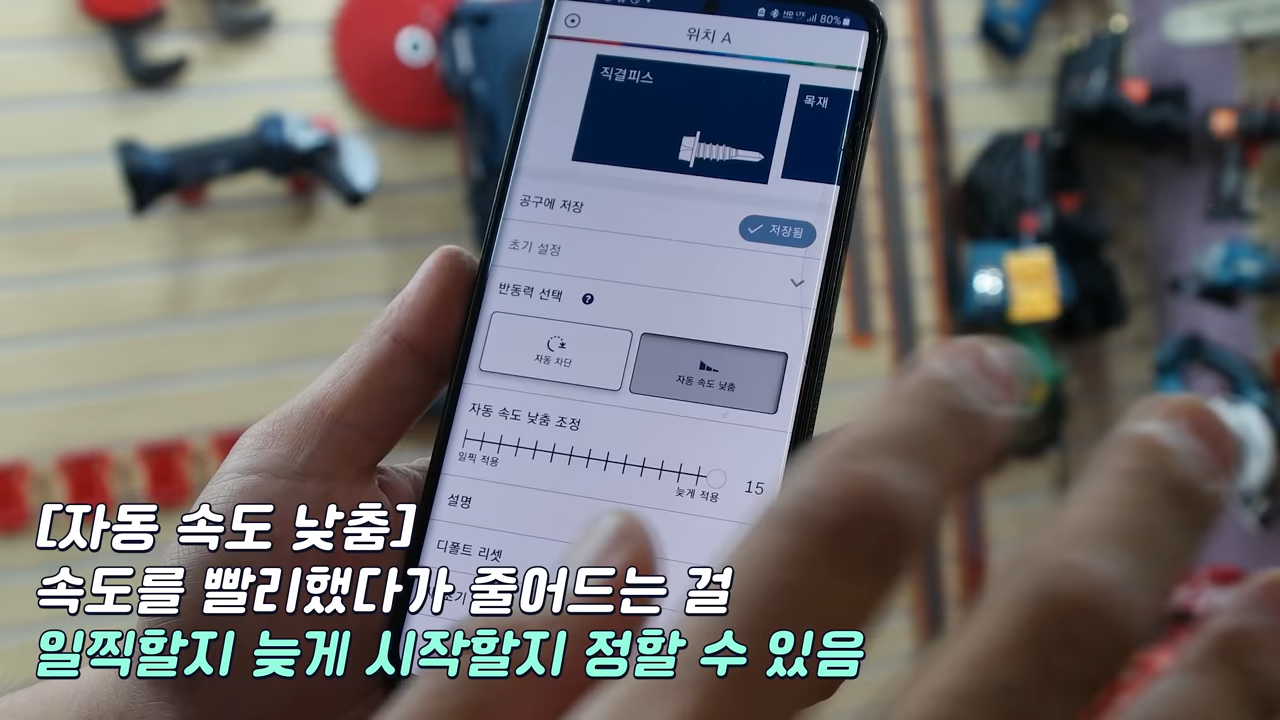 HD LTE 80%
위치 A
직결피스
목재
공구에 저장
저장됨
초기 설정
반동력 선택 ?
자동 차단
자동 속도 낮춤
자동 속도 낮춤 조정
일찍 적용
늦게 적용
15
설명
디폴트 리셋
[자동 속도 낮춤]
속도를 빨리했다가 줄어드는 걸
일찍할지 늦게 시작할지 정할 수 있음